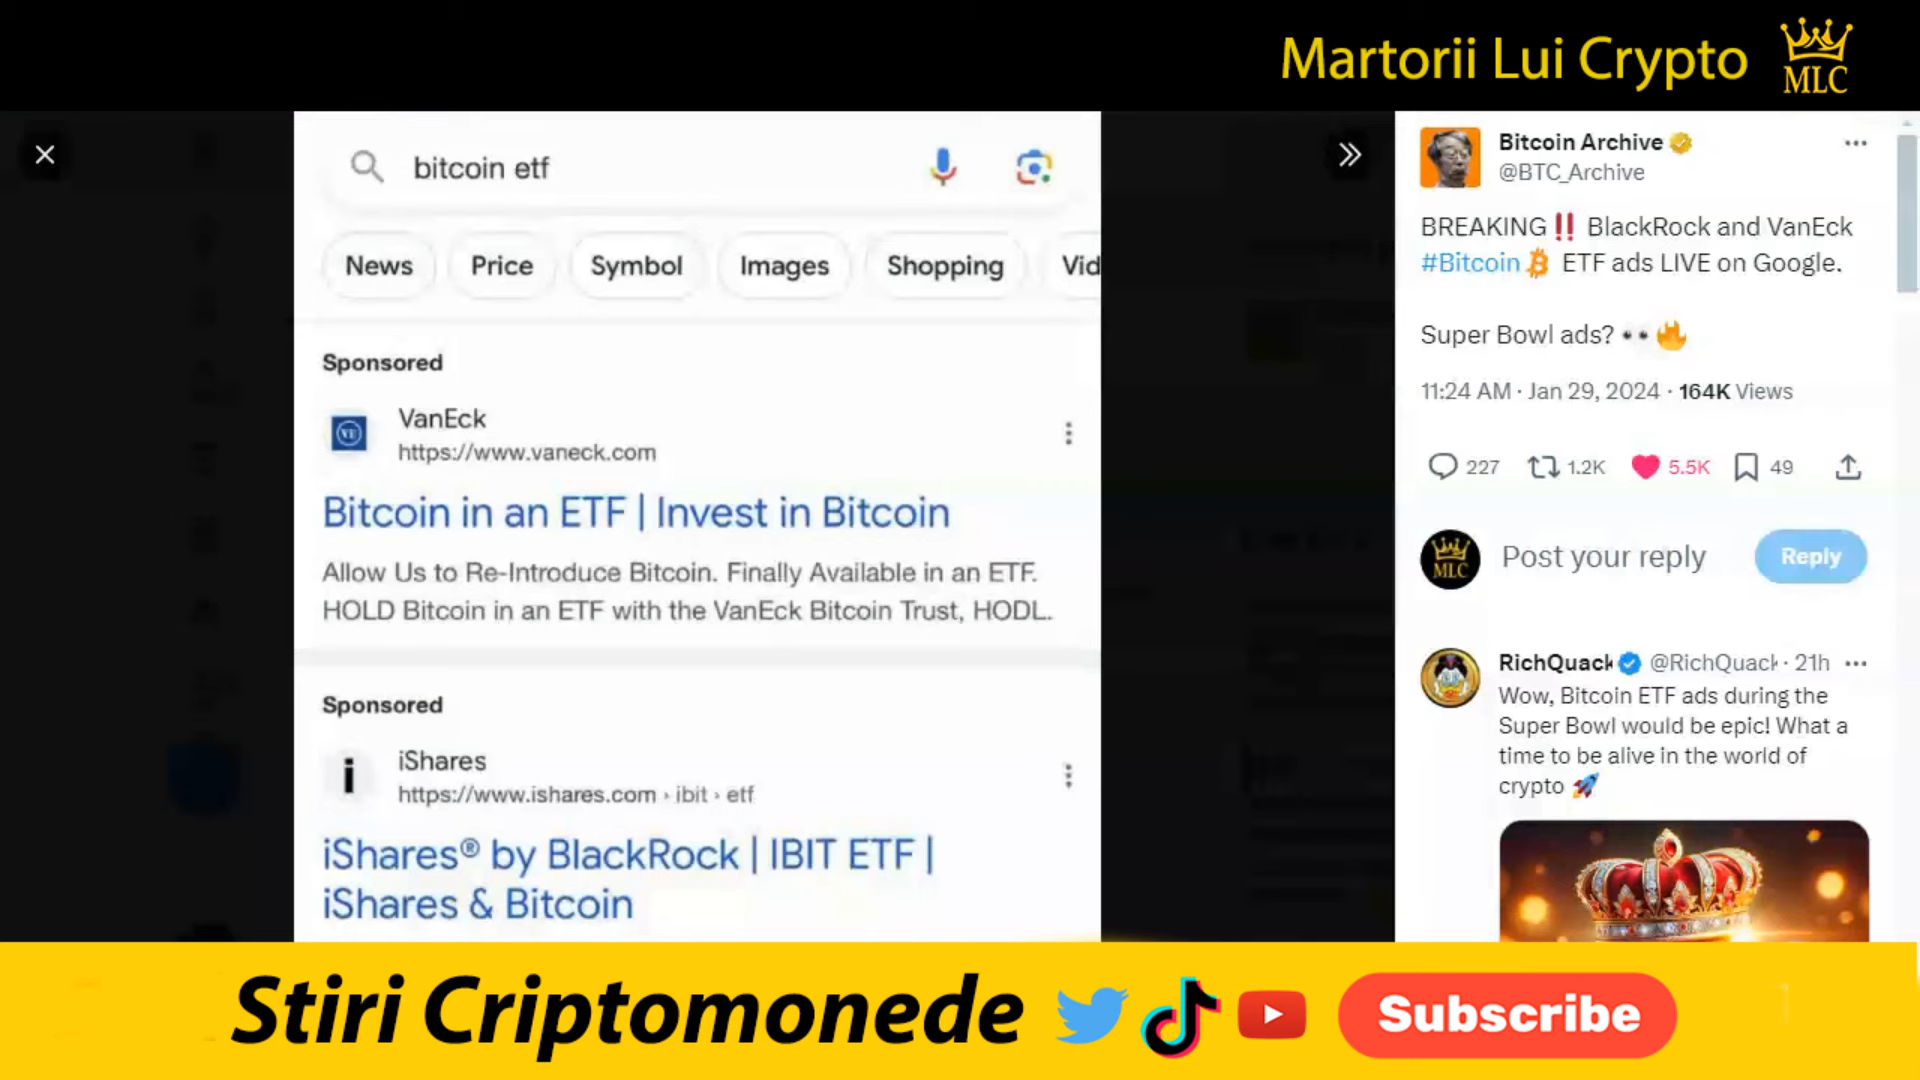 Martorii Lui Crypto
MLC
bitcoin etf
News Price Symbol Images Shopping Vid
Sponsored
VanEck
https://www.vaneck.com
Bitcoin in an ETF | Invest in Bitcoin
Allow Us to Re-Introduce Bitcoin. Finally Available in an ETF.
HOLD Bitcoin in an ETF with the VanEck Bitcoin Trust, HODL.
Sponsored
iShares
https://www.ishares.com › ibit › etf
iShares® by BlackRock | IBIT ETF |
iShares & Bitcoin
Bitcoin Archive
@BTC_Archive
BREAKING‼️ BlackRock and VanEck
#Bitcoin ETF ads LIVE on Google.
Super Bowl ads? 👀🔥
11:24 AM · Jan 29, 2024 · 164K Views
227 1.2K 5.5K 49
MLC
Post your reply
Reply
RichQuack @RichQuack · 21h
Wow, Bitcoin ETF ads during the
Super Bowl would be epic! What a
time to be alive in the world of
crypto 🚀
Stiri Criptomonede
Subscribe